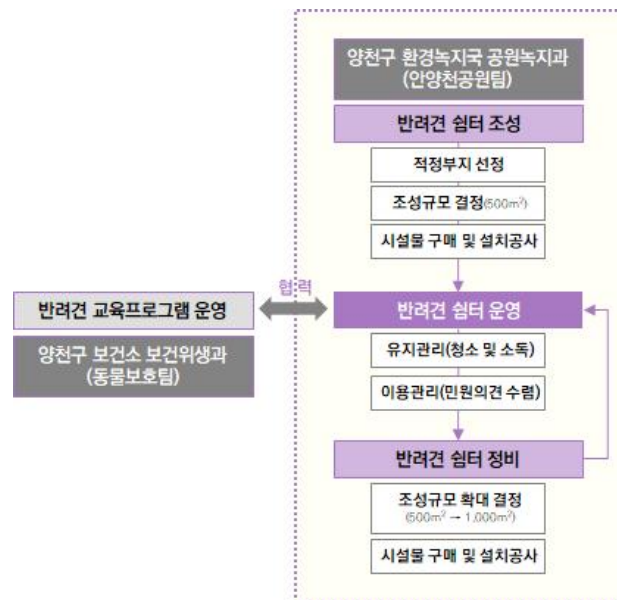 양천구 환경녹지국 공원녹지과
(안양천공원팀)
반려견 쉼터 조성
적정부지 선정
조성규모 결정(500m²)
시설물 구매 및 설치공사
협력
반려견 교육프로그램 운영
양천구 보건소 보건위생과
(동물보호팀)
반려견 쉼터 운영
유지관리(청소 및 소독)
이용관리(민원의견 수렴)
반려견 쉼터 정비
조성규모 확대 결정
(500m² → 1,000m²)
시설물 구매 및 설치공사